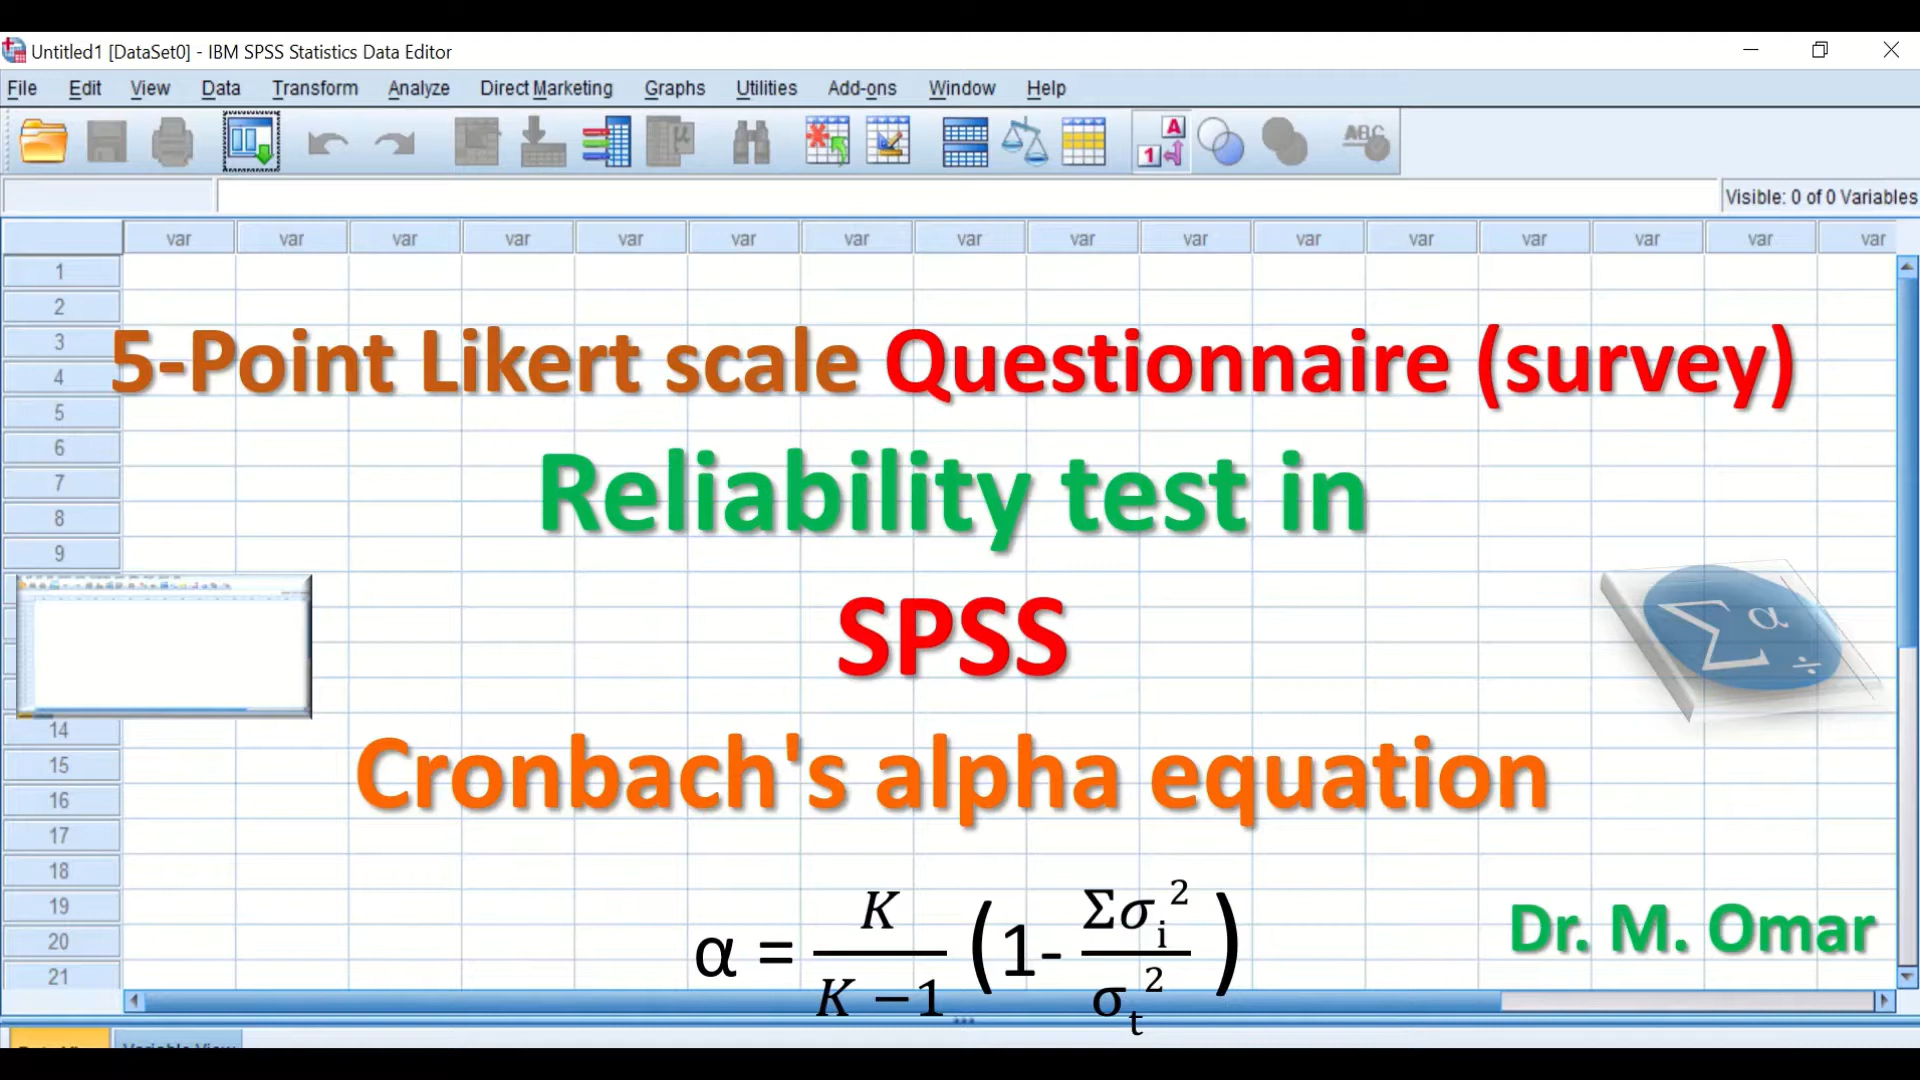 Untitled1 [DataSet0] - IBM SPSS Statistics Data Editor
File Edit View Data Transform Analyze Direct Marketing Graphs Utilities Add-ons Window Help
A
1
ABC
Visible: 0 of 0 Variables
var var var var var var var var var var var var var var var var
1
2
3
4
5
6
7
8
9
14
15
16
17
18
19
20
21
5-Point Likert scale Questionnaire (survey)
Reliability test in
SPSS
Σ α ÷
Cronbach's alpha equation
α = K / K − 1 (1- Σσi² / σt²)
Dr. M. Omar